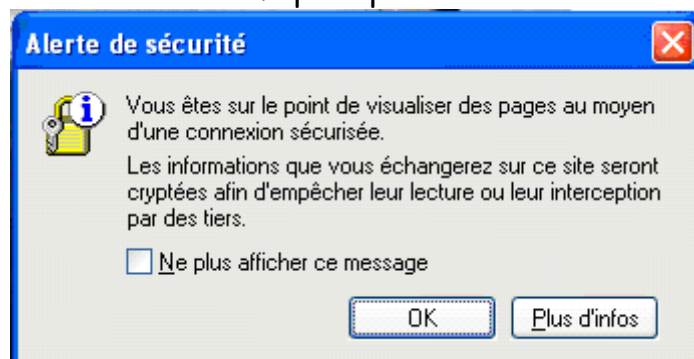 Alerte de sécurité
Vous êtes sur le point de visualiser des pages au moyen
d'une connexion sécurisée.
Les informations que vous échangerez sur ce site seront
cryptées afin d'empêcher leur lecture ou leur interception
par des tiers.
Ne plus afficher ce message
OK
Plus d'infos